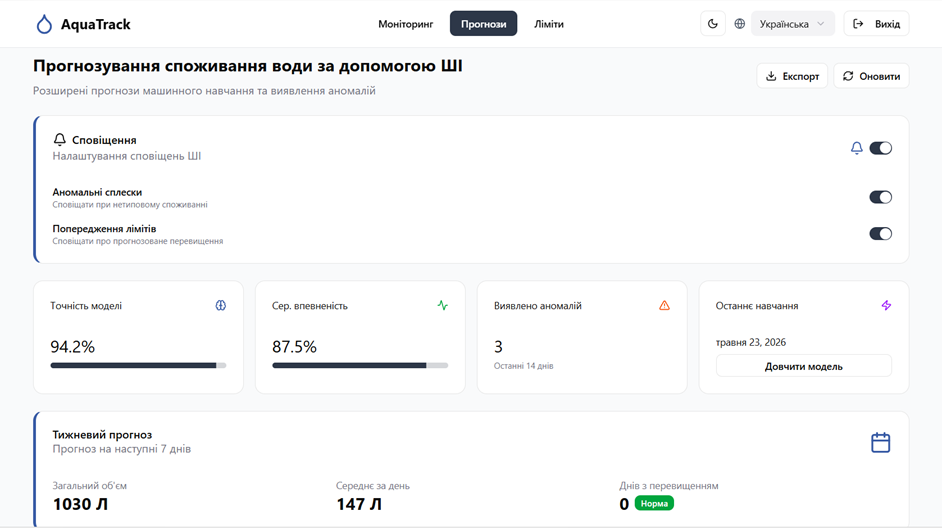 AquaTrack
Моніторинг
Прогнози
Ліміти
Українська
Вихід
Прогнозування споживання води за допомогою ШІ
Розширені прогнози машинного навчання та виявлення аномалій
Експорт
Оновити
Сповіщення
Налаштування сповіщень ШІ
Аномальні сплески
Сповіщати при нетиповому споживанні
Попередження лімітів
Сповіщати про прогнозоване перевищення
Точність моделі
94.2%
Сер. впевненість
87.5%
Виявлено аномалій
3
Останні 14 днів
Останнє навчання
травня 23, 2026
Довчити модель
Тижневий прогноз
Прогноз на наступні 7 днів
Загальний об'єм
1030 Л
Середнє за день
147 Л
Днів з перевищенням
0 Норма